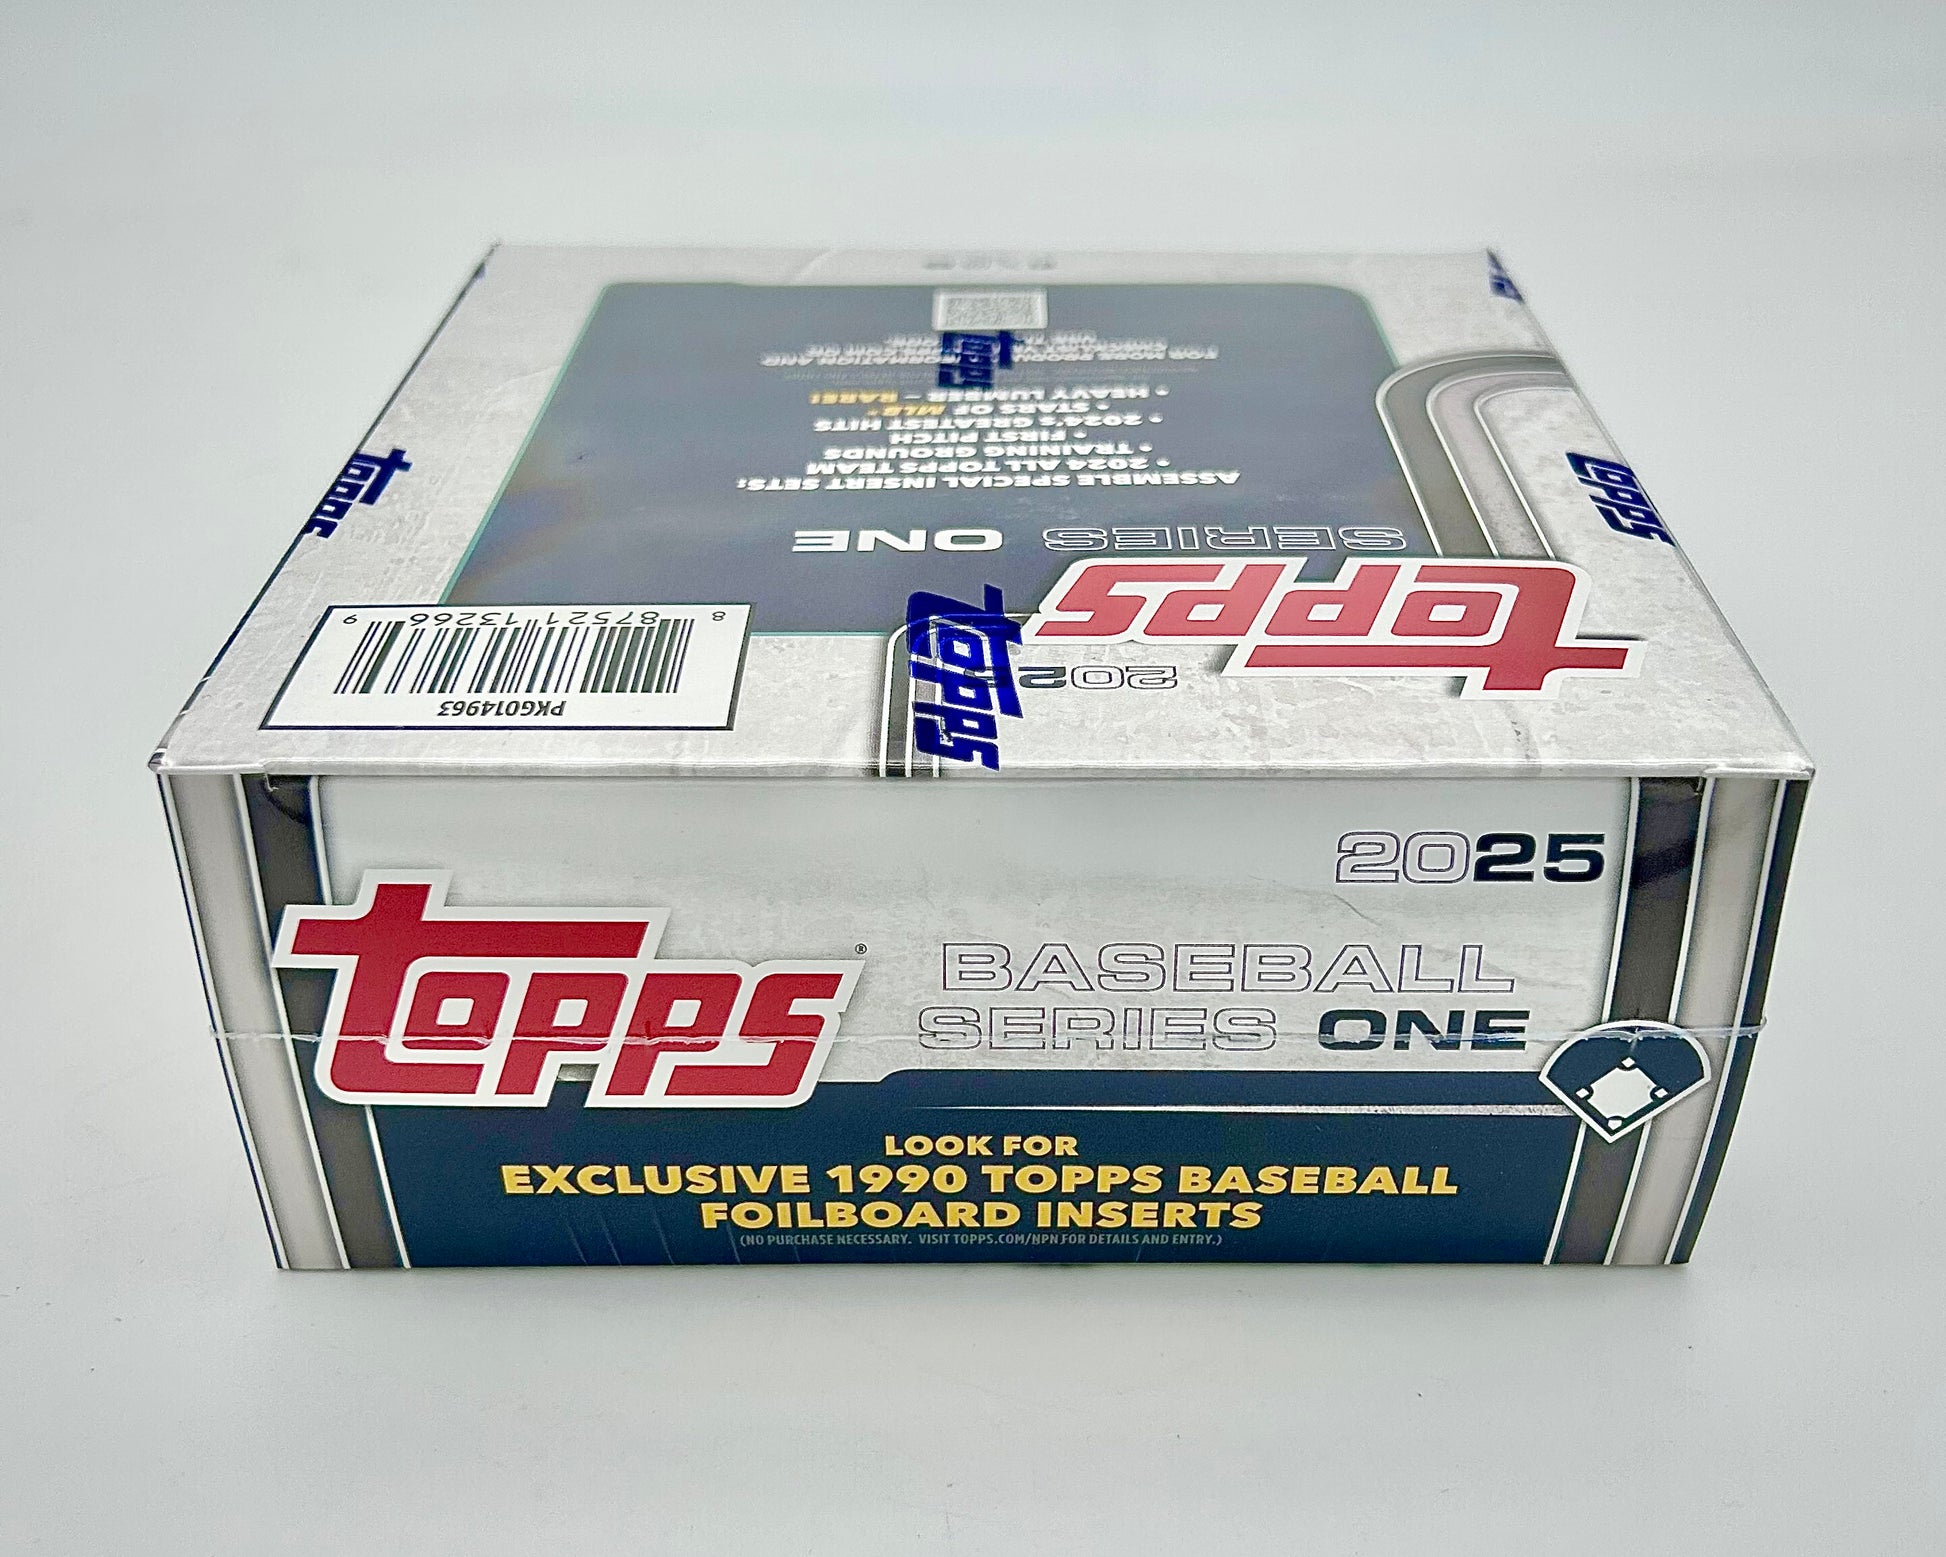 PKG014963
8 87521 13266 9
Topps
Topps
SERIES ONE
ASSEMBLE SPECIAL INSERT SETS:
• 2024 ALL TOPPS TEAM
• TRAINING GROUNDS
• FIRST PITCH
• 2024'S GREATEST HITS
• STARS OF MLB®
• HEAVY LUMBER – RARE!
Topps
Topps
Topps
2025
Topps®
BASEBALL
SERIES ONE
LOOK FOR
EXCLUSIVE 1990 TOPPS BASEBALL
FOILBOARD INSERTS
(NO PURCHASE NECESSARY. VISIT TOPPS.COM/NPN FOR DETAILS AND ENTRY.)